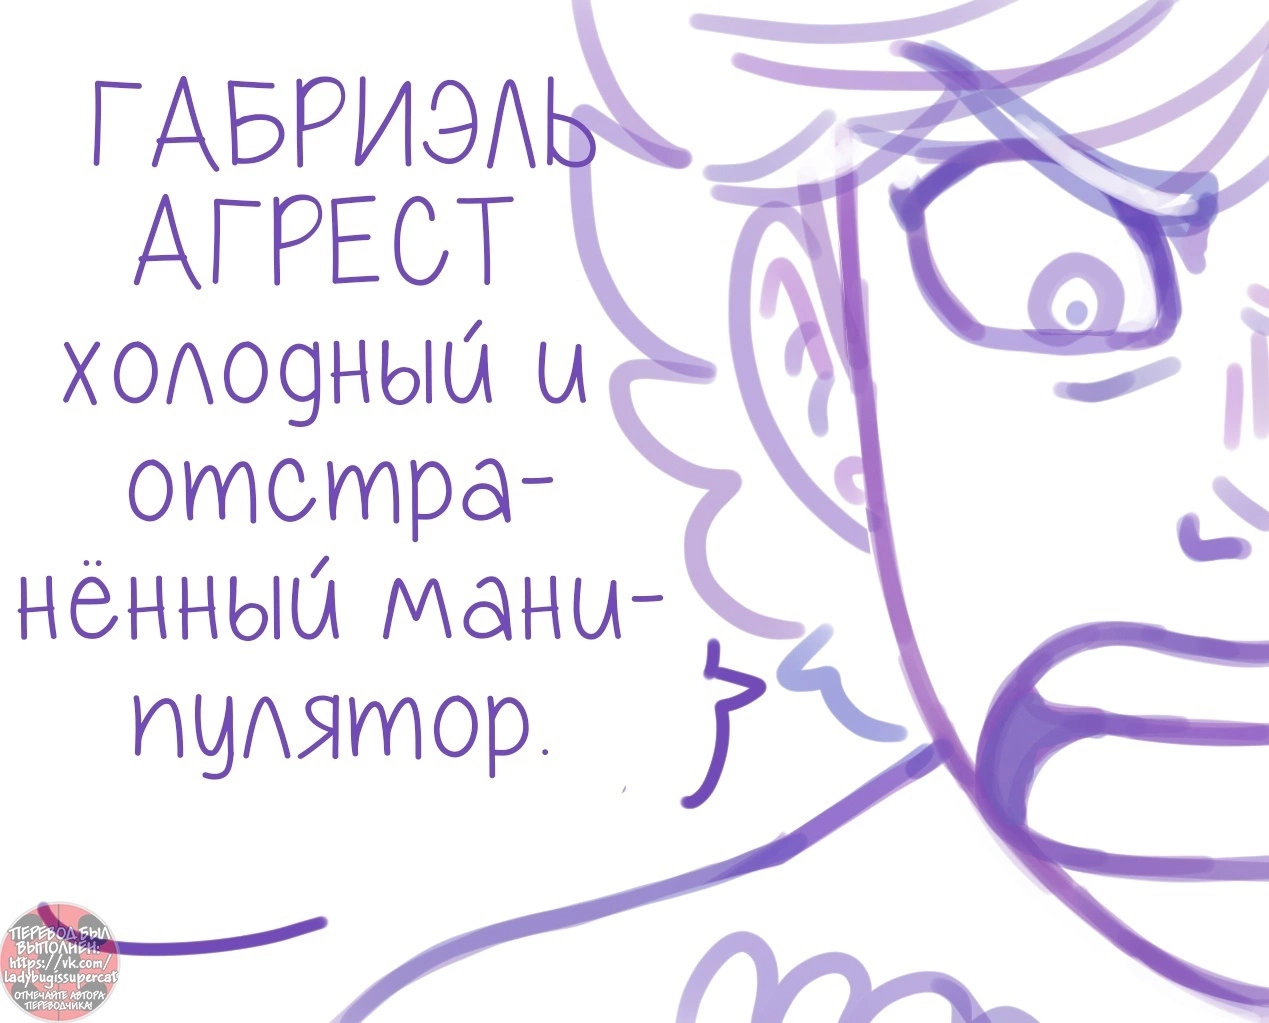 ГАБРИЭЛЬ
АГРЕСТ
холодный и
отстра-
нённый мани-
пулятор.
ПЕРЕВОД БЫЛ
ВЫПОЛНЕН:
https://vk.com/
ladybugissupercat
ОТМЕЧАЙТЕ АВТОРА
ПЕРЕВОДЧИКА!